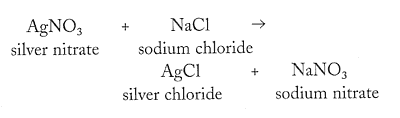 AgNO₃ + NaCl →
silver nitrate sodium chloride
AgCl + NaNO₃
silver chloride sodium nitrate